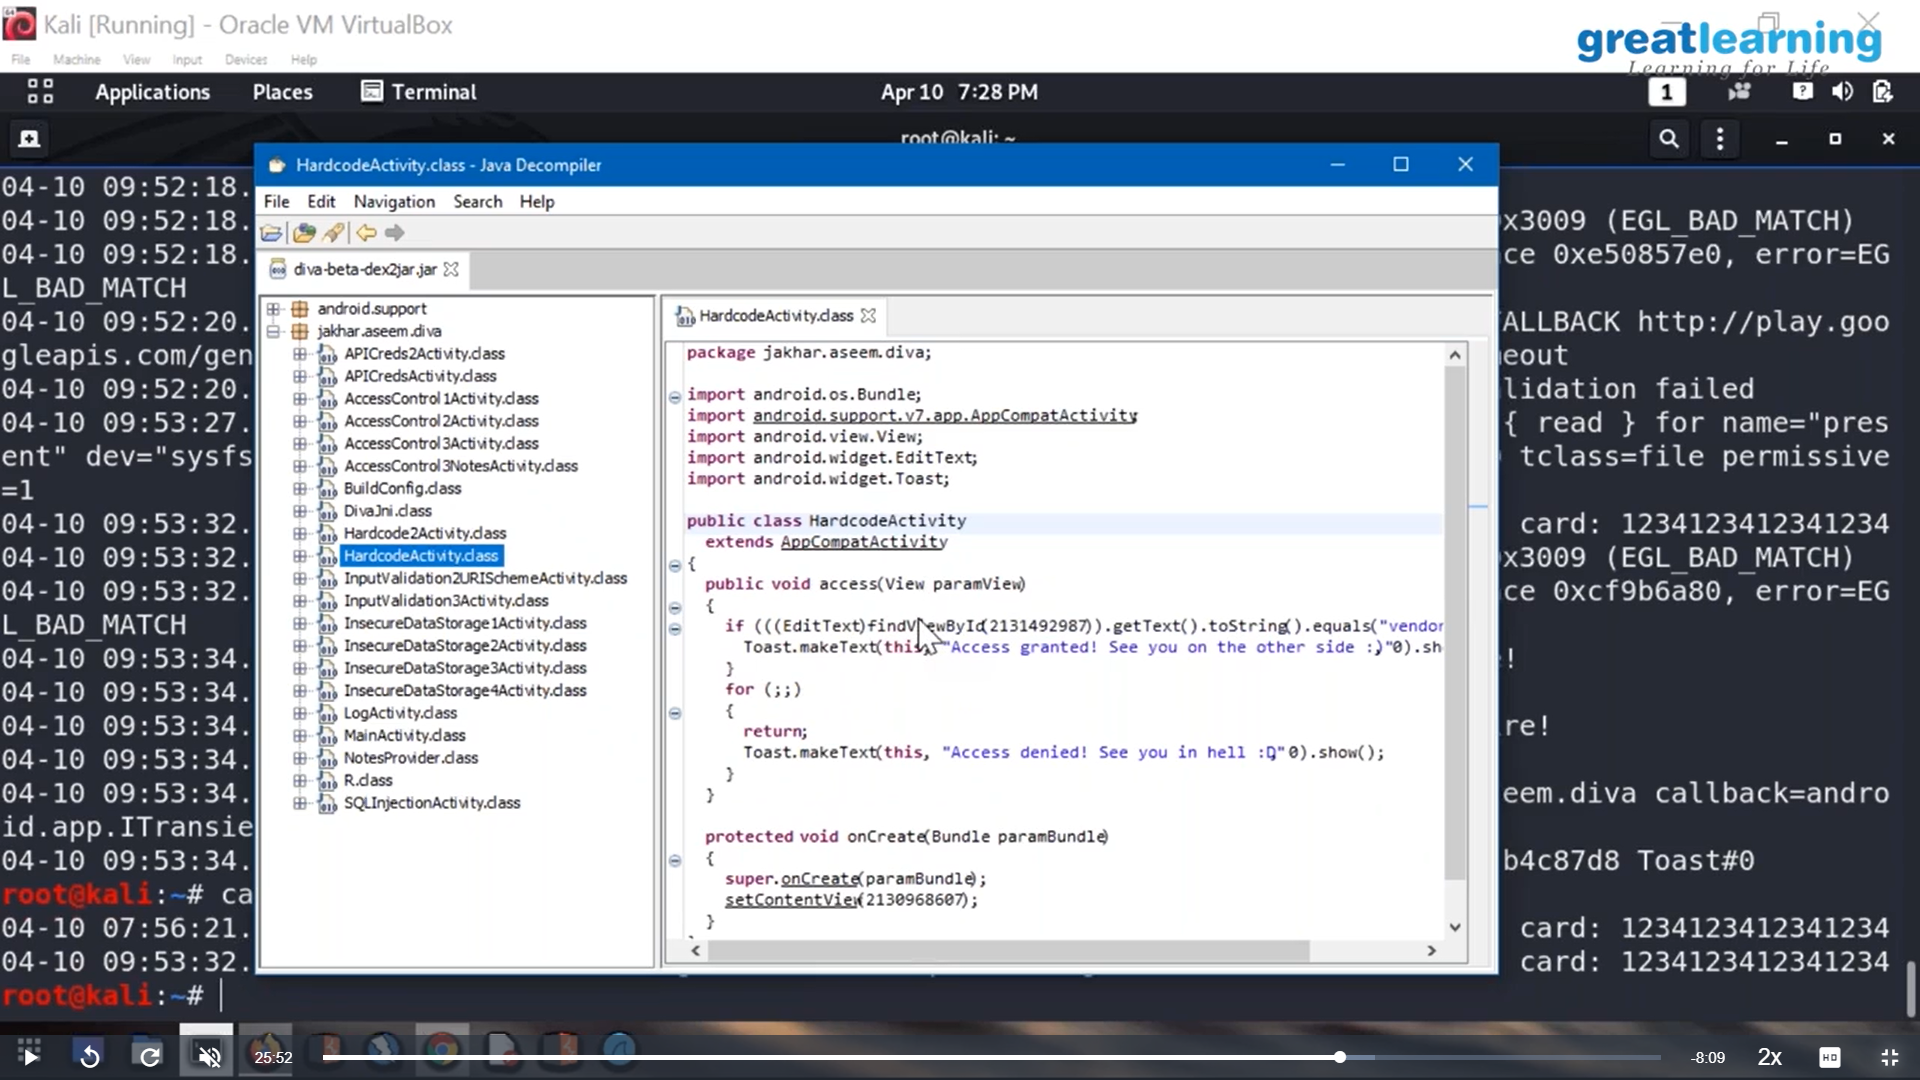 Kali [Running] - Oracle VM VirtualBox
File Machine View Input Devices Help
greatlearning
Learning for Life
Applications Places Terminal Apr 10 7:28 PM 1
root@kali: ~
HardcodeActivity.class - Java Decompiler
File Edit Navigation Search Help
diva-beta-dex2jar.jar
android.support
jakhar.aseem.diva
APICreds2Activity.class
APICredsActivity.class
AccessControl1Activity.class
AccessControl2Activity.class
AccessControl3Activity.class
AccessControl3NotesActivity.class
BuildConfig.class
DivaJni.class
Hardcode2Activity.class
HardcodeActivity.class
InputValidation2URISchemeActivity.class
InputValidation3Activity.class
InsecureDataStorage1Activity.class
InsecureDataStorage2Activity.class
InsecureDataStorage3Activity.class
InsecureDataStorage4Activity.class
LogActivity.class
MainActivity.class
NotesProvider.class
R.class
SQLInjectionActivity.class
HardcodeActivity.class
package jakhar.aseem.diva;
import android.os.Bundle;
import android.support.v7.app.AppCompatActivity
import android.view.View;
import android.widget.EditText;
import android.widget.Toast;
public class HardcodeActivity
extends AppCompatActivity
{
public void access(View paramView)
{
if (((EditText)findViewById(2131492987)).getText().toString().equals("vendor
Toast.makeText(this, "Access granted! See you on the other side :)"0).sh
}
for (;;)
{
return;
Toast.makeText(this, "Access denied! See you in hell :D"0).show();
}
}
protected void onCreate(Bundle paramBundle)
{
super.onCreate(paramBundle);
setContentView(2130968607);
}
04-10 09:52:18.
04-10 09:52:18. x3009 (EGL_BAD_MATCH)
04-10 09:52:18. ce 0xe50857e0, error=EG
L_BAD_MATCH
04-10 09:52:20. ALLBACK http://play.goo
gleapis.com/gen eout
04-10 09:52:20. lidation failed
04-10 09:53:27. { read } for name="pres
ent" dev="sysfs tclass=file permissive
=1
04-10 09:53:32. card: 1234123412341234
04-10 09:53:32. x3009 (EGL_BAD_MATCH)
04-10 09:53:32. ce 0xcf9b6a80, error=EG
L_BAD_MATCH
04-10 09:53:34. !
04-10 09:53:34.
04-10 09:53:34. re!
04-10 09:53:34.
04-10 09:53:34. eem.diva callback=andro
id.app.ITransie
04-10 09:53:34. b4c87d8 Toast#0
root@kali:~# ca
04-10 07:56:21. card: 1234123412341234
04-10 09:53:32. card: 1234123412341234
root@kali:~#
25:52 -8:09 2x HD